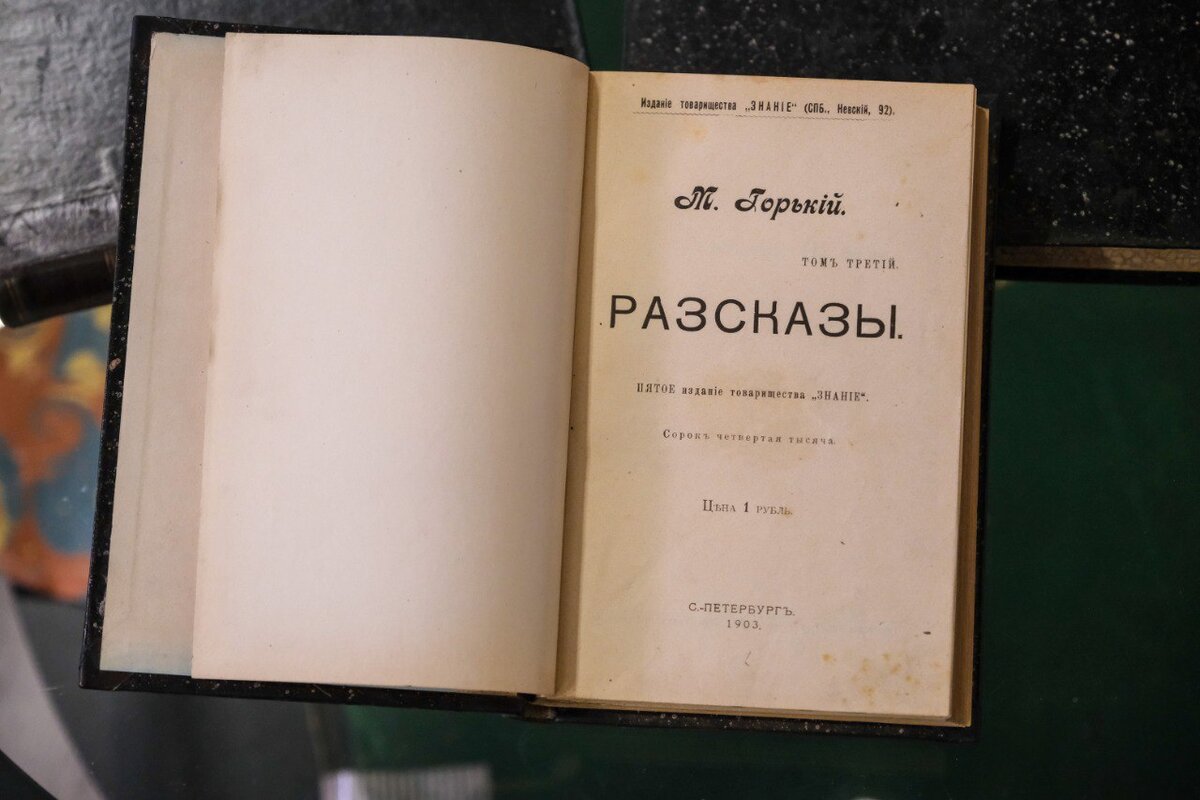 Изданіе товарищества „ЗНАНІЕ“ (СПБ., Невскій, 92).
М. Горькій.
ТОМЪ ТРЕТІЙ.
РАЗСКАЗЫ.
ПЯТОЕ изданіе товарищества „ЗНАНІЕ“.
Сорокъ четвертая тысяча.
Цѣна 1 рубль.
С.-ПЕТЕРБУРГЪ.
1903.